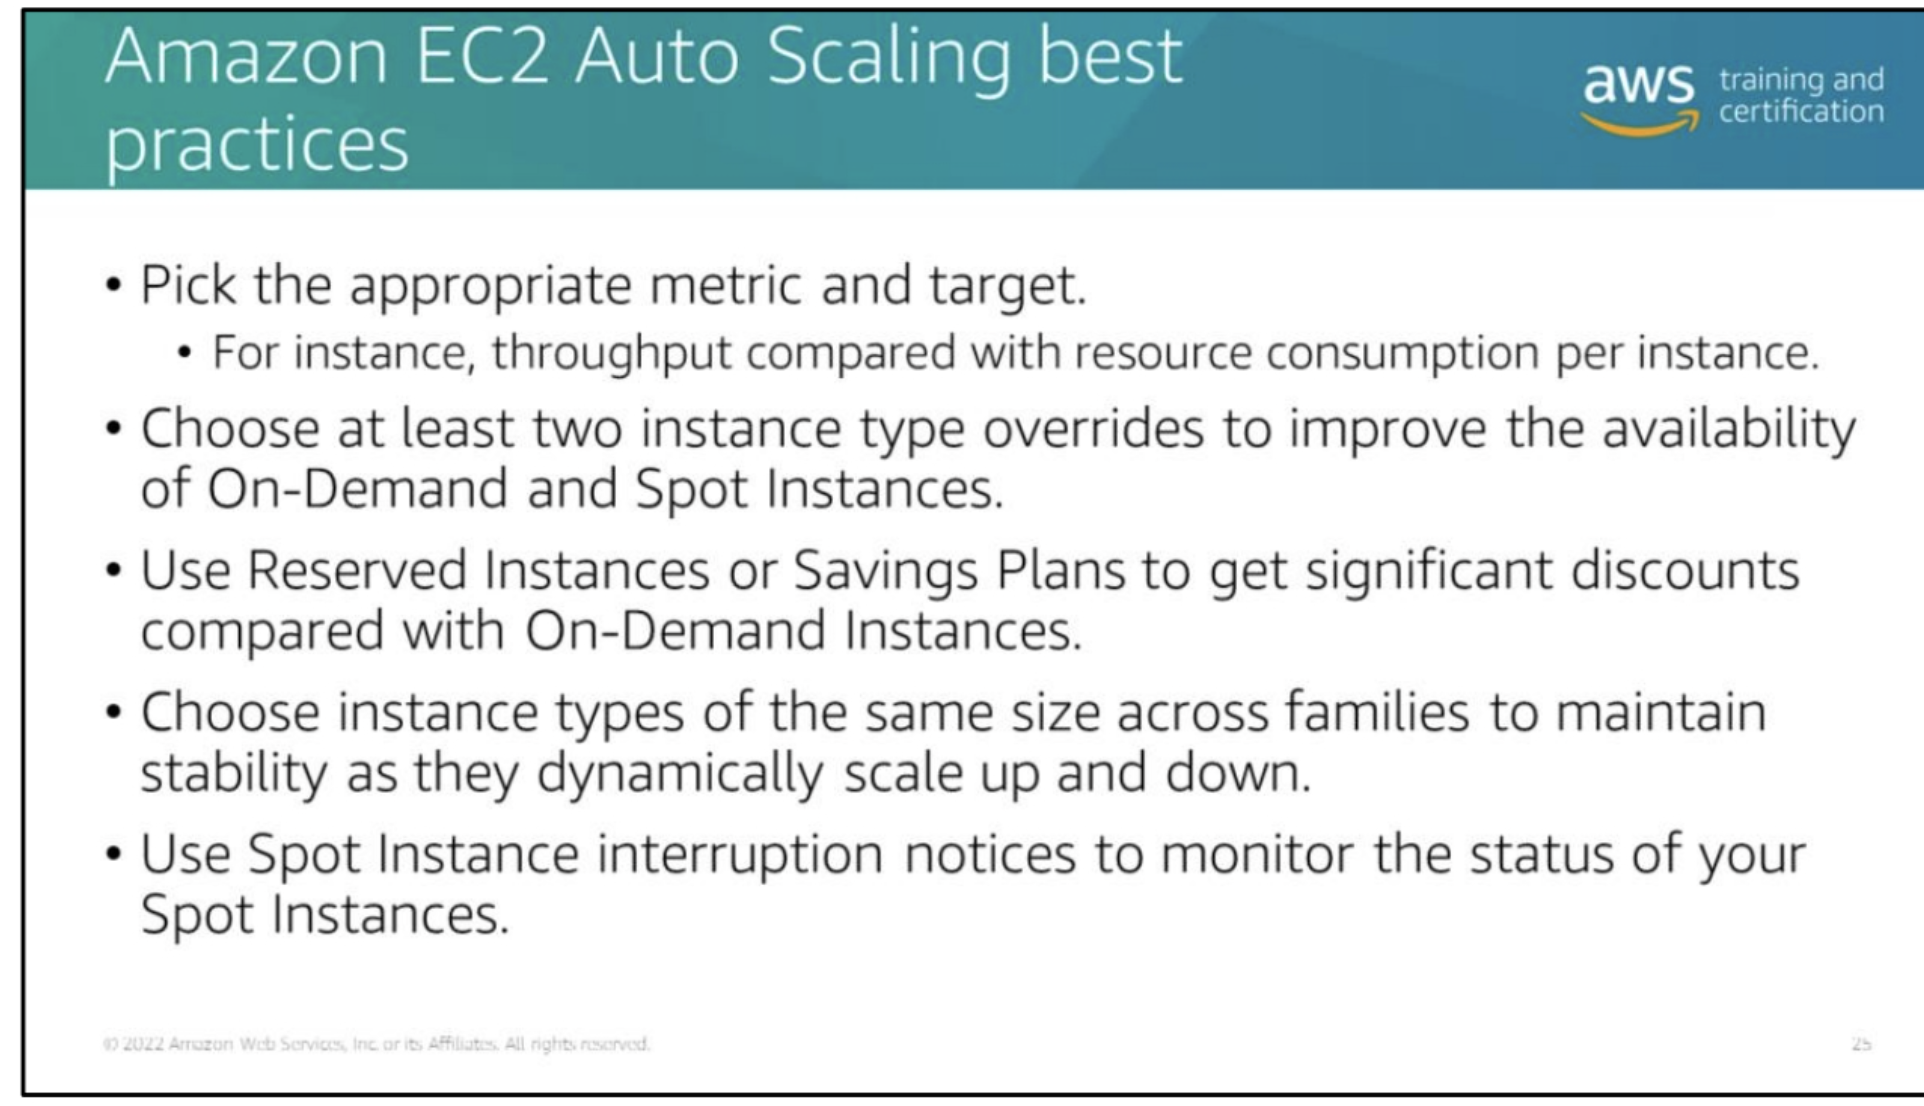 Amazon EC2 Auto Scaling best
practices
aws training and
certification
• Pick the appropriate metric and target.
• For instance, throughput compared with resource consumption per instance.
• Choose at least two instance type overrides to improve the availability
of On-Demand and Spot Instances.
• Use Reserved Instances or Savings Plans to get significant discounts
compared with On-Demand Instances.
• Choose instance types of the same size across families to maintain
stability as they dynamically scale up and down.
• Use Spot Instance interruption notices to monitor the status of your
Spot Instances.
© 2022 Amazon Web Services, Inc. or its Affiliates. All rights reserved.
25